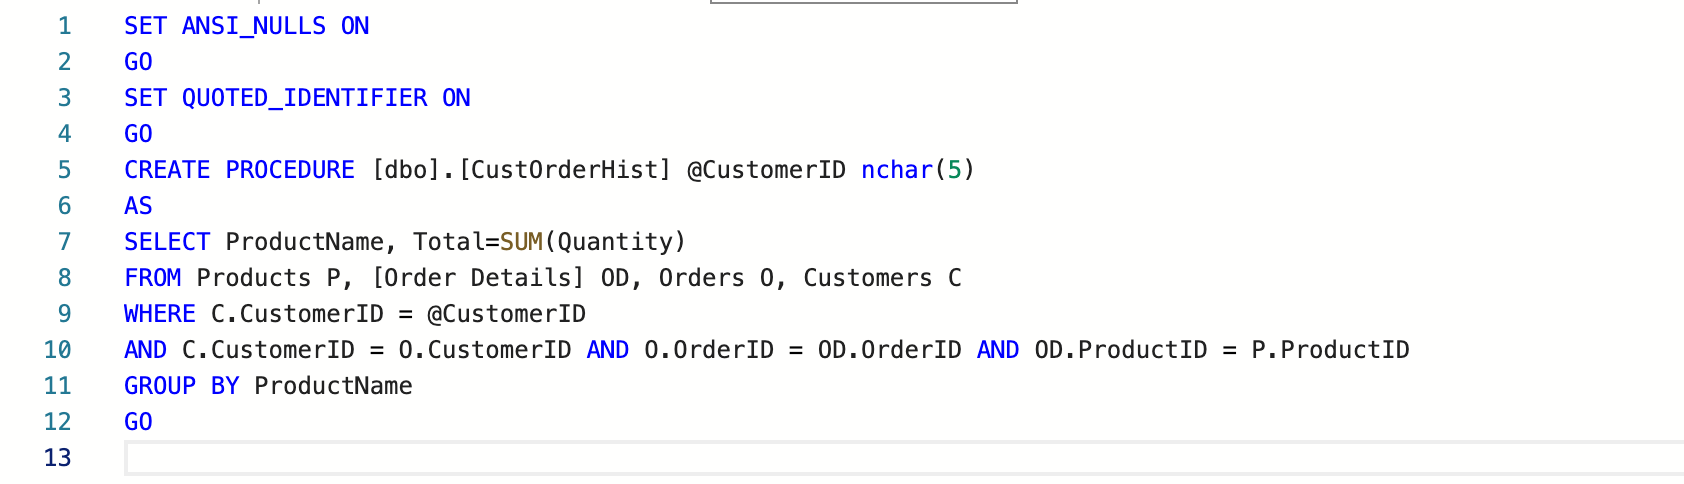 1 SET ANSI_NULLS ON
2 GO
3 SET QUOTED_IDENTIFIER ON
4 GO
5 CREATE PROCEDURE [dbo].[CustOrderHist] @CustomerID nchar(5)
6 AS
7 SELECT ProductName, Total=SUM(Quantity)
8 FROM Products P, [Order Details] OD, Orders O, Customers C
9 WHERE C.CustomerID = @CustomerID
10 AND C.CustomerID = O.CustomerID AND O.OrderID = OD.OrderID AND OD.ProductID = P.ProductID
11 GROUP BY ProductName
12 GO
13